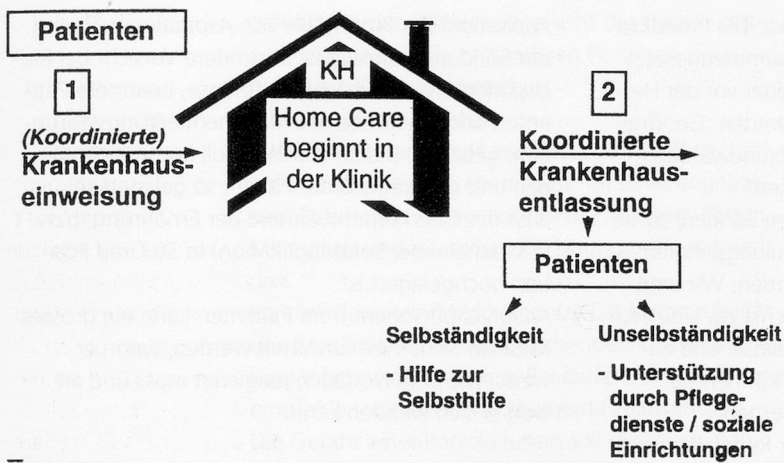 Patienten
1
(Koordinierte)
Krankenhaus-
einweisung
KH
Home Care
beginnt in
der Klinik
2
Koordinierte
Krankenhaus-
entlassung
Patienten
Selbständigkeit
- Hilfe zur
Selbsthilfe
Unselbständigkeit
- Unterstützung
durch Pflege-
dienste / soziale
Einrichtungen